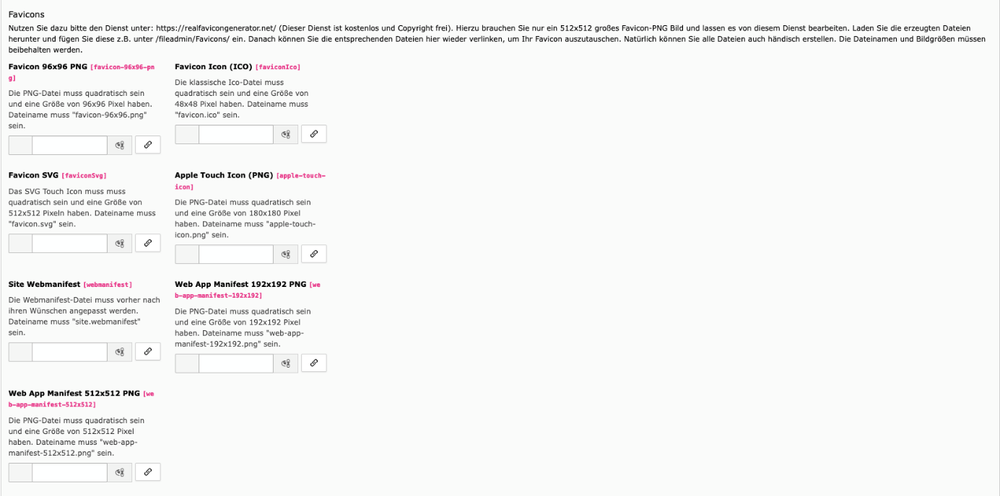 Favicons
Nutzen Sie dazu bitte den Dienst unter: https://realfavicongenerator.net/ (Dieser Dienst ist kostenlos und Copyright frei). Hierzu brauchen Sie nur ein 512x512 großes Favicon-PNG Bild und lassen es von diesem Dienst bearbeiten. Laden Sie die erzeugten Dateien
herunter und fügen Sie diese z.B. unter /fileadmin/Favicons/ ein. Danach können Sie die entsprechenden Dateien hier wieder verlinken, um Ihr Favicon auszutauschen. Natürlich können Sie alle Dateien auch händisch erstellen. Die Dateinamen und Bildgrößen müssen
beibehalten werden.
Favicon 96x96 PNG [favicon-96x96-pn
g]
Die PNG-Datei muss quadratisch sein
und eine Größe von 96x96 Pixel haben.
Dateiname muss "favicon-96x96.png"
sein.
Favicon Icon (ICO) [faviconIco]
Die klassische Ico-Datei muss
quadratisch sein und eine Größe von
48x48 Pixel haben. Dateiname muss
"favicon.ico" sein.
Favicon SVG [faviconSvg]
Das SVG Touch Icon muss muss
quadratisch sein und eine Größe von
512x512 Pixeln haben. Dateiname muss
"favicon.svg" sein.
Apple Touch Icon (PNG) [apple-touch-
icon]
Die PNG-Datei muss quadratisch sein
und eine Größe von 180x180 Pixel
haben. Dateiname muss "apple-touch-
icon.png" sein.
Site Webmanifest [webmanifest]
Die Webmanifest-Datei muss vorher nach
ihren Wünschen angepasst werden.
Dateiname muss "site.webmanifest"
sein.
Web App Manifest 192x192 PNG [we
b-app-manifest-192x192]
Die PNG-Datei muss quadratisch sein
und eine Größe von 192x192 Pixel
haben. Dateiname muss "web-app-
manifest-192x192.png" sein.
Web App Manifest 512x512 PNG [we
b-app-manifest-512x512]
Die PNG-Datei muss quadratisch sein
und eine Größe von 512x512 Pixel
haben. Dateiname muss "web-app-
manifest-512x512.png" sein.